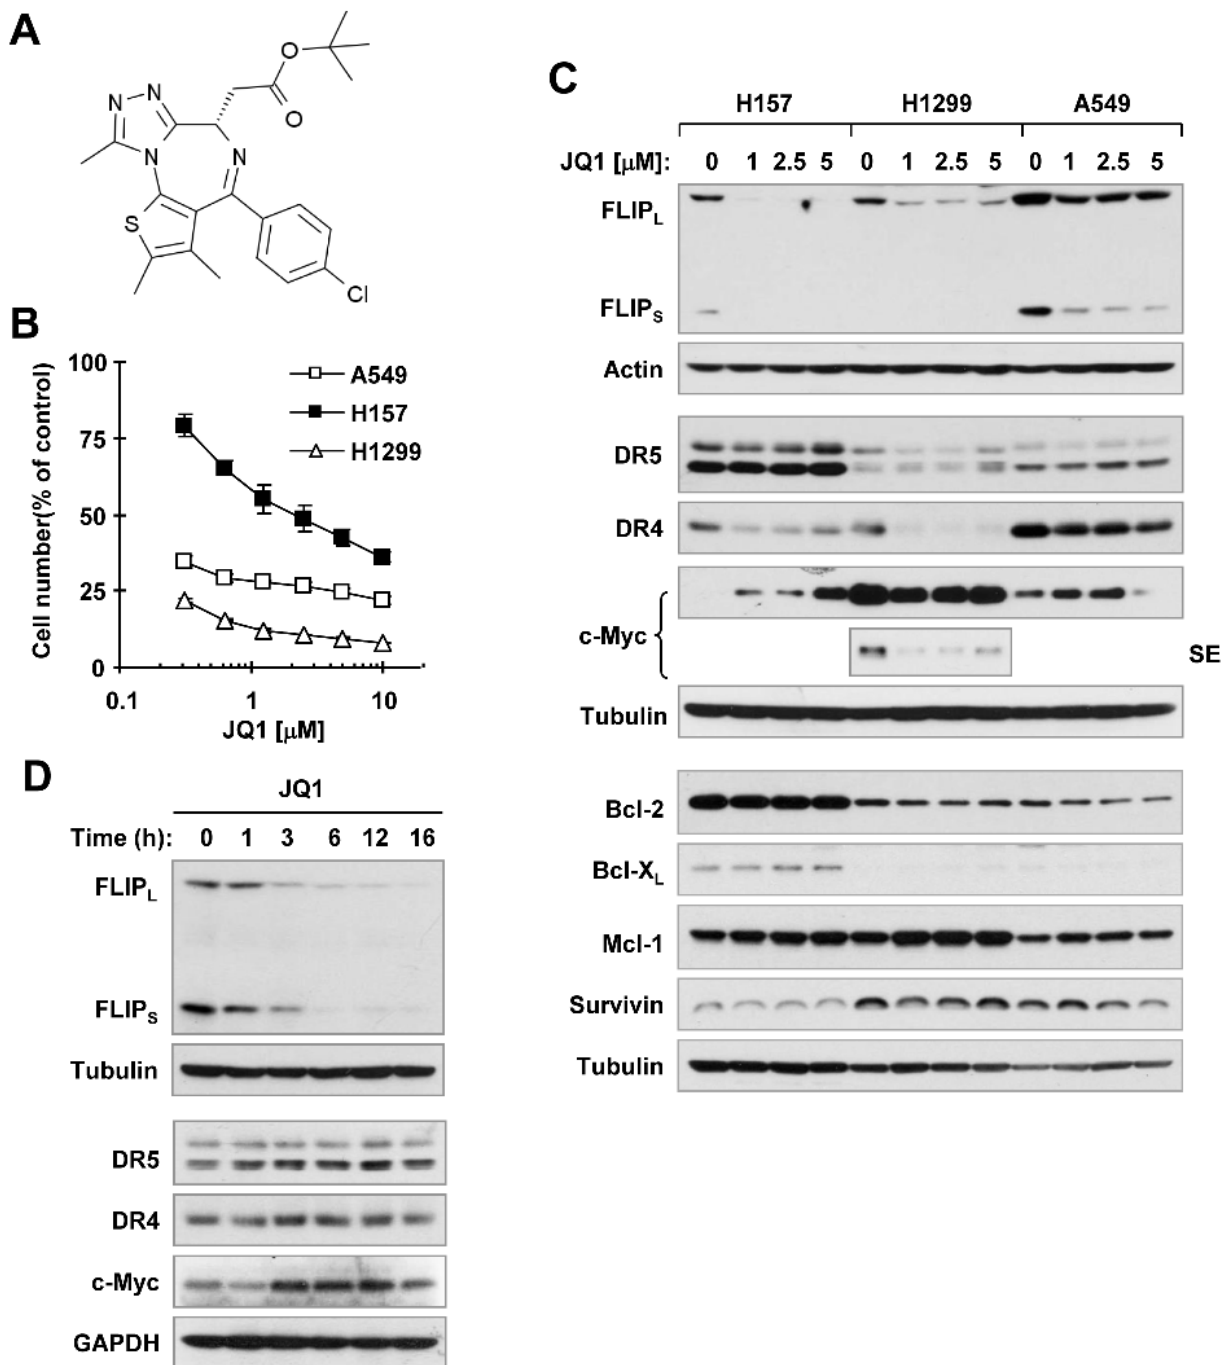 A
O
O
N
N
N
N
S
Cl
B
100
75
50
25
0
Cell number(% of control)
A549
H157
H1299
0.1
1
10
JQ1 [μM]
C
H157 H1299 A549
JQ1 [μM]: 0 1 2.5 5 0 1 2.5 5 0 1 2.5 5
FLIPL
FLIPS
Actin
DR5
DR4
c-Myc
SE
Tubulin
Bcl-2
Bcl-XL
Mcl-1
Survivin
Tubulin
D
JQ1
Time (h): 0 1 3 6 12 16
FLIPL
FLIPS
Tubulin
DR5
DR4
c-Myc
GAPDH